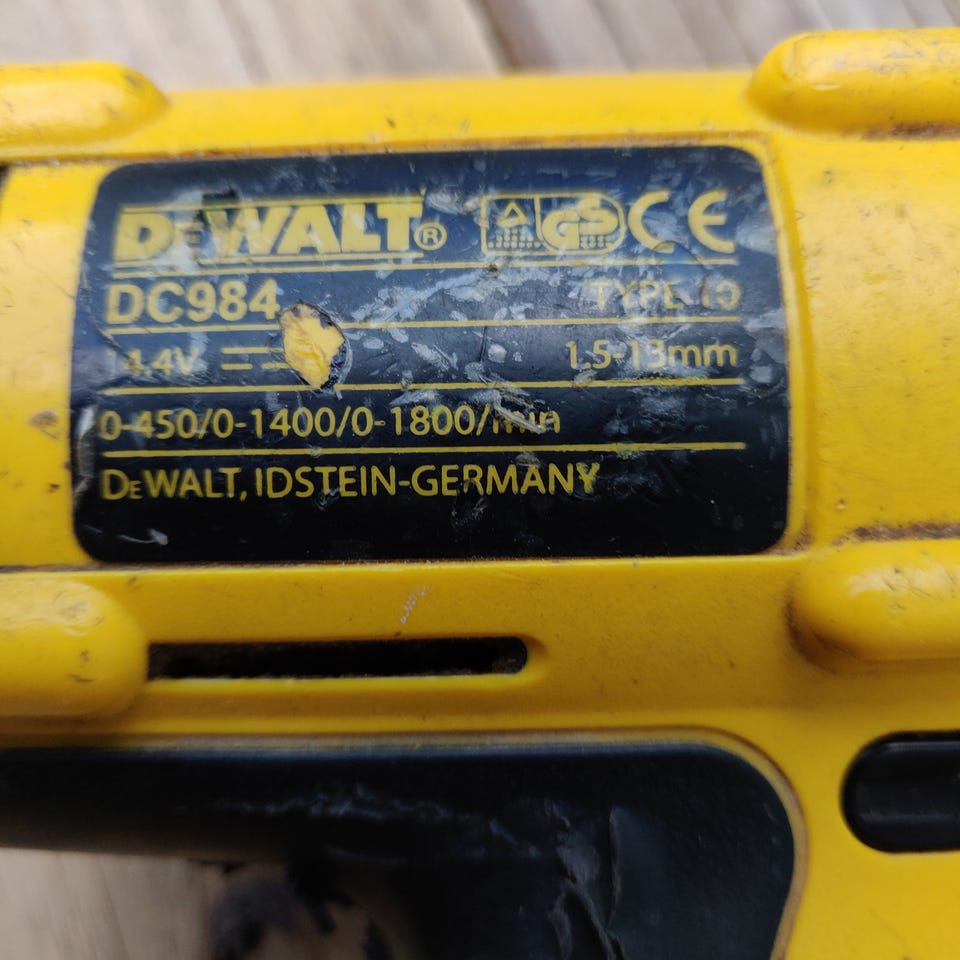 DeWALT® GS CE
DC984 TYPE 10
14.4V 1.5-13mm
0-450/0-1400/0-1800/min
DeWALT, IDSTEIN-GERMANY